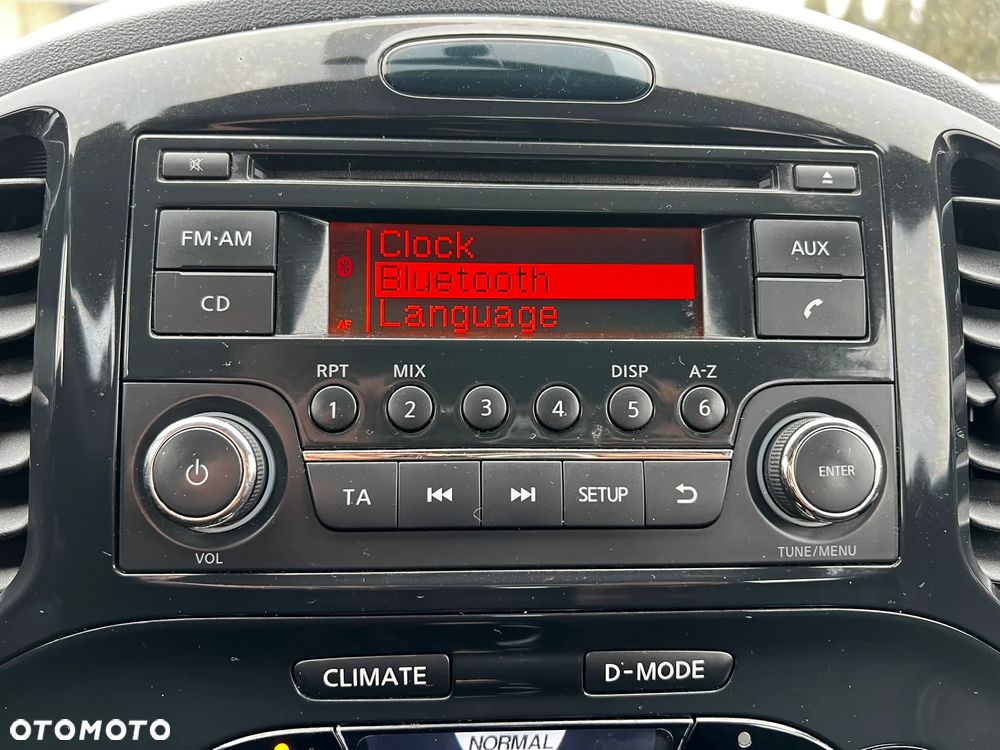 FM·AM
CD
Clock
Bluetooth
Language
AF
AUX
RPT
MIX
DISP
A-Z
1
2
3
4
5
6
TA
SETUP
ENTER
VOL
TUNE/MENU
CLIMATE
D-MODE
NORMAL
OTOMOTO